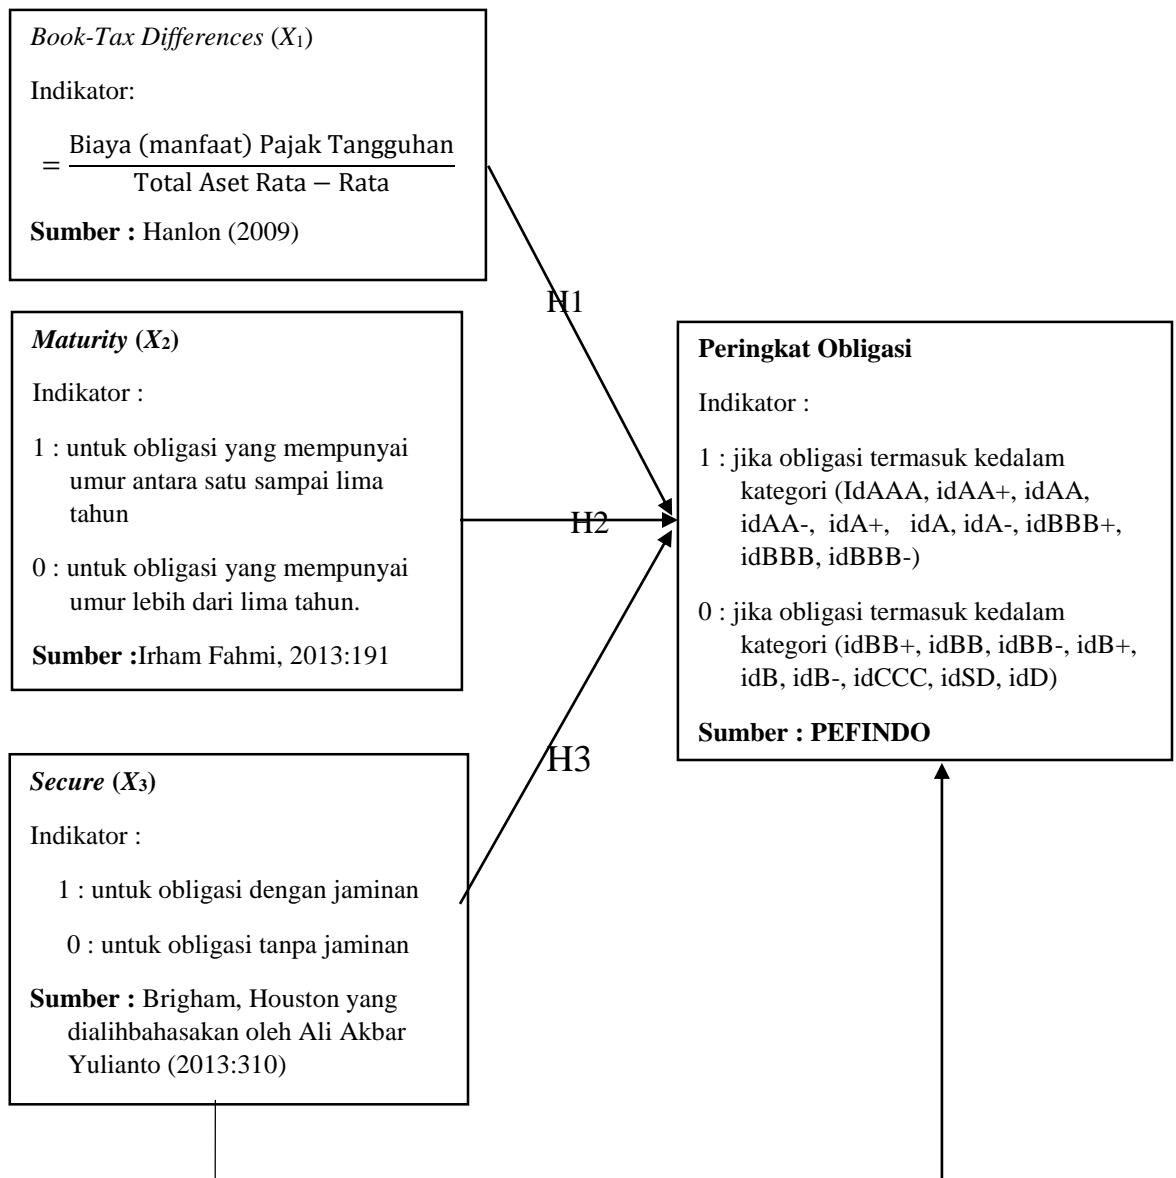 Book-Tax Differences (X1)
Indikator:
= Biaya (manfaat) Pajak Tangguhan
Total Aset Rata − Rata
Sumber : Hanlon (2009)
H1
Maturity (X2)
Indikator :
1 : untuk obligasi yang mempunyai
umur antara satu sampai lima
tahun
0 : untuk obligasi yang mempunyai
umur lebih dari lima tahun.
Sumber :Irham Fahmi, 2013:191
H2
Secure (X3)
Indikator :
1 : untuk obligasi dengan jaminan
0 : untuk obligasi tanpa jaminan
Sumber : Brigham, Houston yang
dialihbahasakan oleh Ali Akbar
Yulianto (2013:310)
H3
Peringkat Obligasi
Indikator :
1 : jika obligasi termasuk kedalam
kategori (IdAAA, idAA+, idAA,
idAA-, idA+, idA, idA-, idBBB+,
idBBB, idBBB-)
0 : jika obligasi termasuk kedalam
kategori (idBB+, idBB, idBB-, idB+,
idB, idB-, idCCC, idSD, idD)
Sumber : PEFINDO